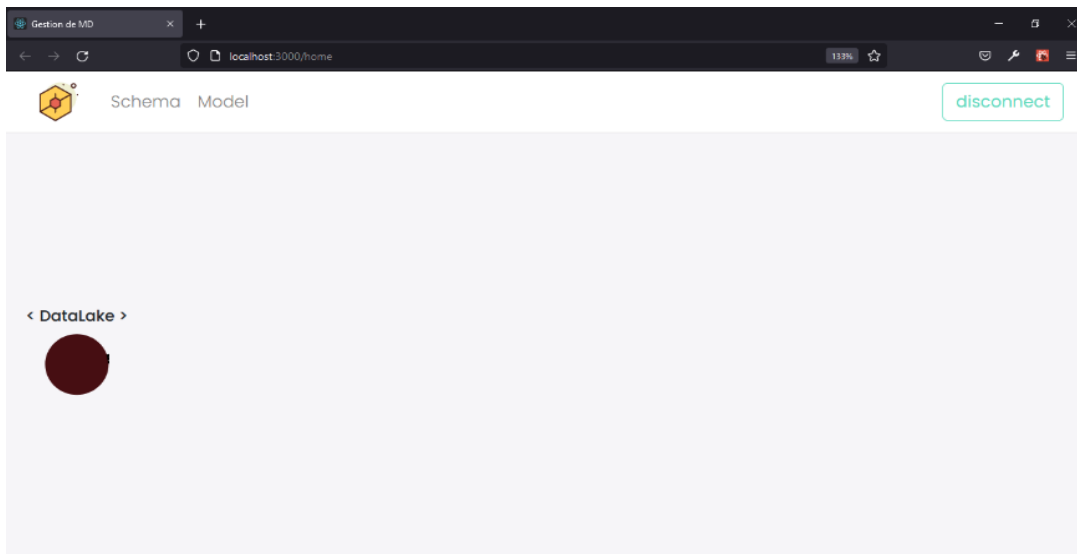 Gestion de MD
localhost:3000/home
133%
Schema Model
disconnect
< DataLake >
!